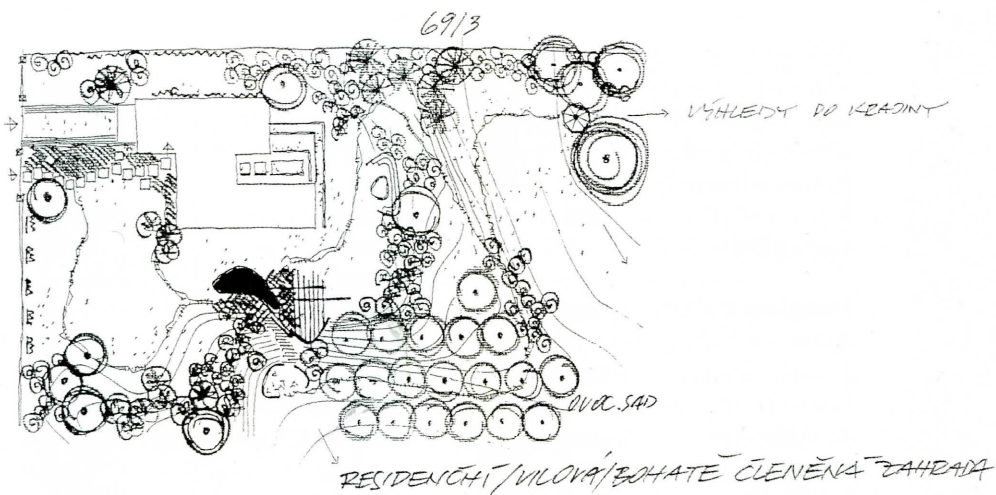 69/3
VÝHLEDY DO KRAJINY
OVOC. SAD
RESIDENČNÍ/VILOVÁ/BOHATĚ ČLENĚNÁ ZAHRADA